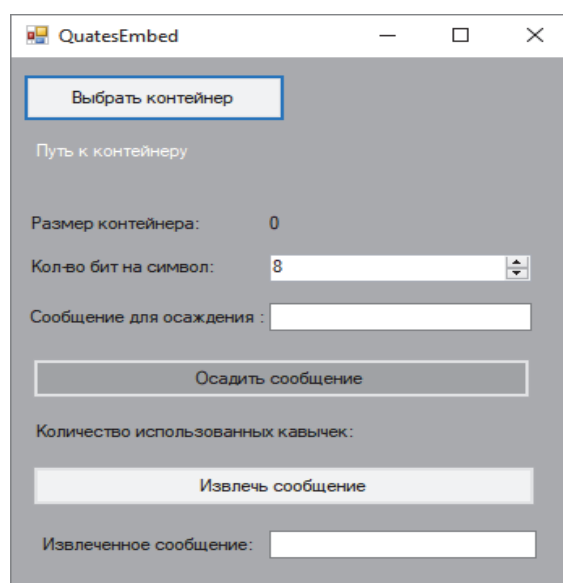 QuatesEmbed
Выбрать контейнер
Путь к контейнеру
Размер контейнера: 0
Кол-во бит на символ: 8
Сообщение для осаждения :
Осадить сообщение
Количество использованных кавычек:
Извлечь сообщение
Извлеченное сообщение: